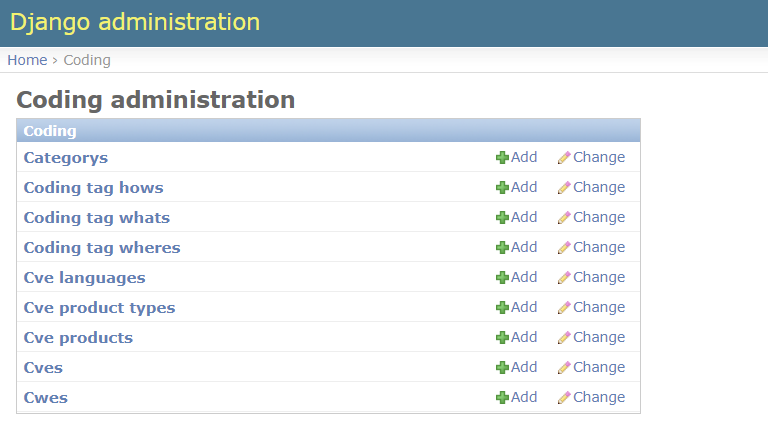 Django administration
Home › Coding
Coding administration
Coding
Categorys Add Change
Coding tag hows Add Change
Coding tag whats Add Change
Coding tag wheres Add Change
Cve languages Add Change
Cve product types Add Change
Cve products Add Change
Cves Add Change
Cwes Add Change